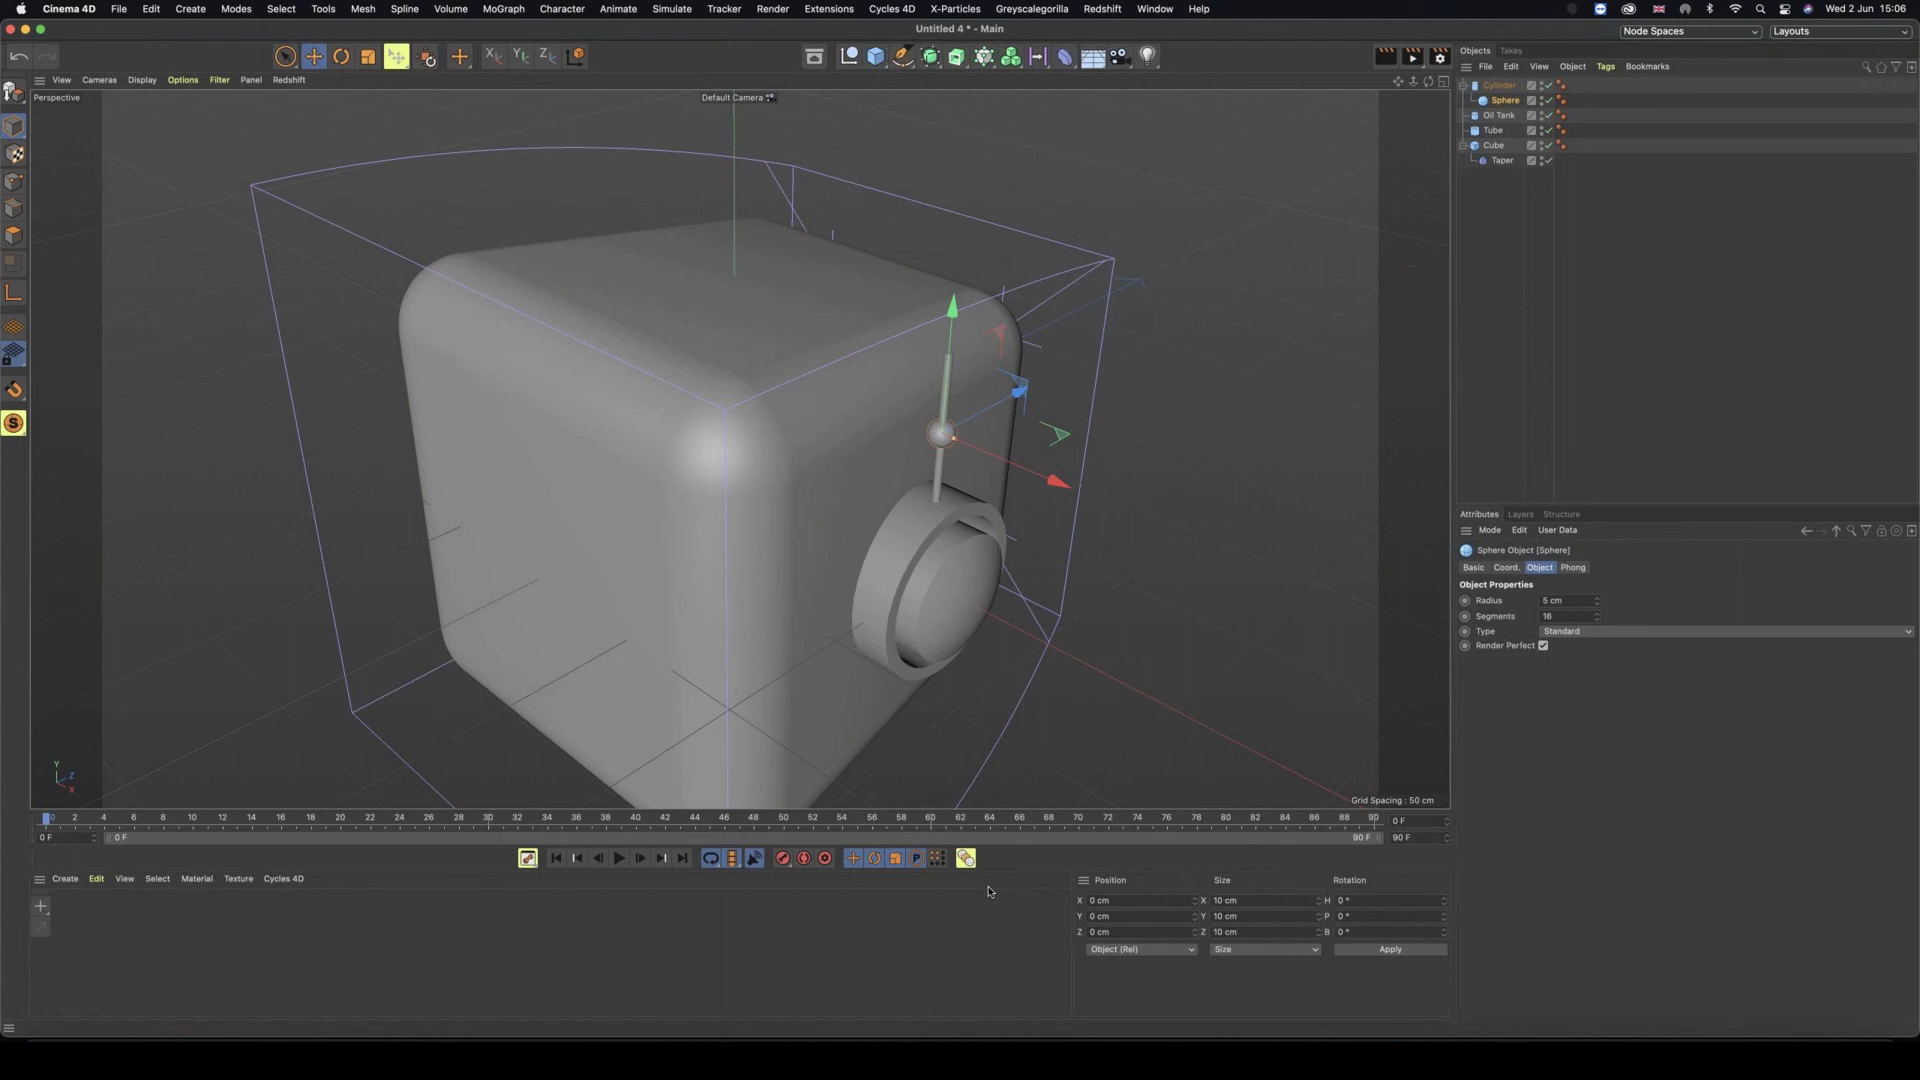 Cinema 4D File Edit Create Modes Select Tools Mesh Spline Volume MoGraph Character Animate Simulate Tracker Render Extensions Cycles 4D X-Particles Greyscalegorilla Redshift Window Help Wed 2 Jun 15:06
Untitled 4 * - Main
Node Spaces Layouts
Objects Takes
View Cameras Display Options Filter Panel Redshift
File Edit View Object Tags Bookmarks
Perspective Default Camera
Cylinder
Sphere
Oil Tank
Tube
Cube
Taper
Attributes Layers Structure
Mode Edit User Data
Sphere Object [Sphere]
Basic Coord. Object Phong
Object Properties
Radius 5 cm
Segments 16
Type Standard
Render Perfect
Y
Z
X
Grid Spacing : 50 cm
0 2 4 6 8 10 12 14 16 18 20 22 24 26 28 30 32 34 36 38 40 42 44 46 48 50 52 54 56 58 60 62 64 66 68 70 72 74 76 78 80 82 84 86 88 90 0 F
0 F 0 F 90 F 90 F
Create Edit View Select Material Texture Cycles 4D
Position Size Rotation
X 0 cm X 10 cm H 0 °
Y 0 cm Y 10 cm P 0 °
Z 0 cm Z 10 cm B 0 °
Object (Rel) Size Apply